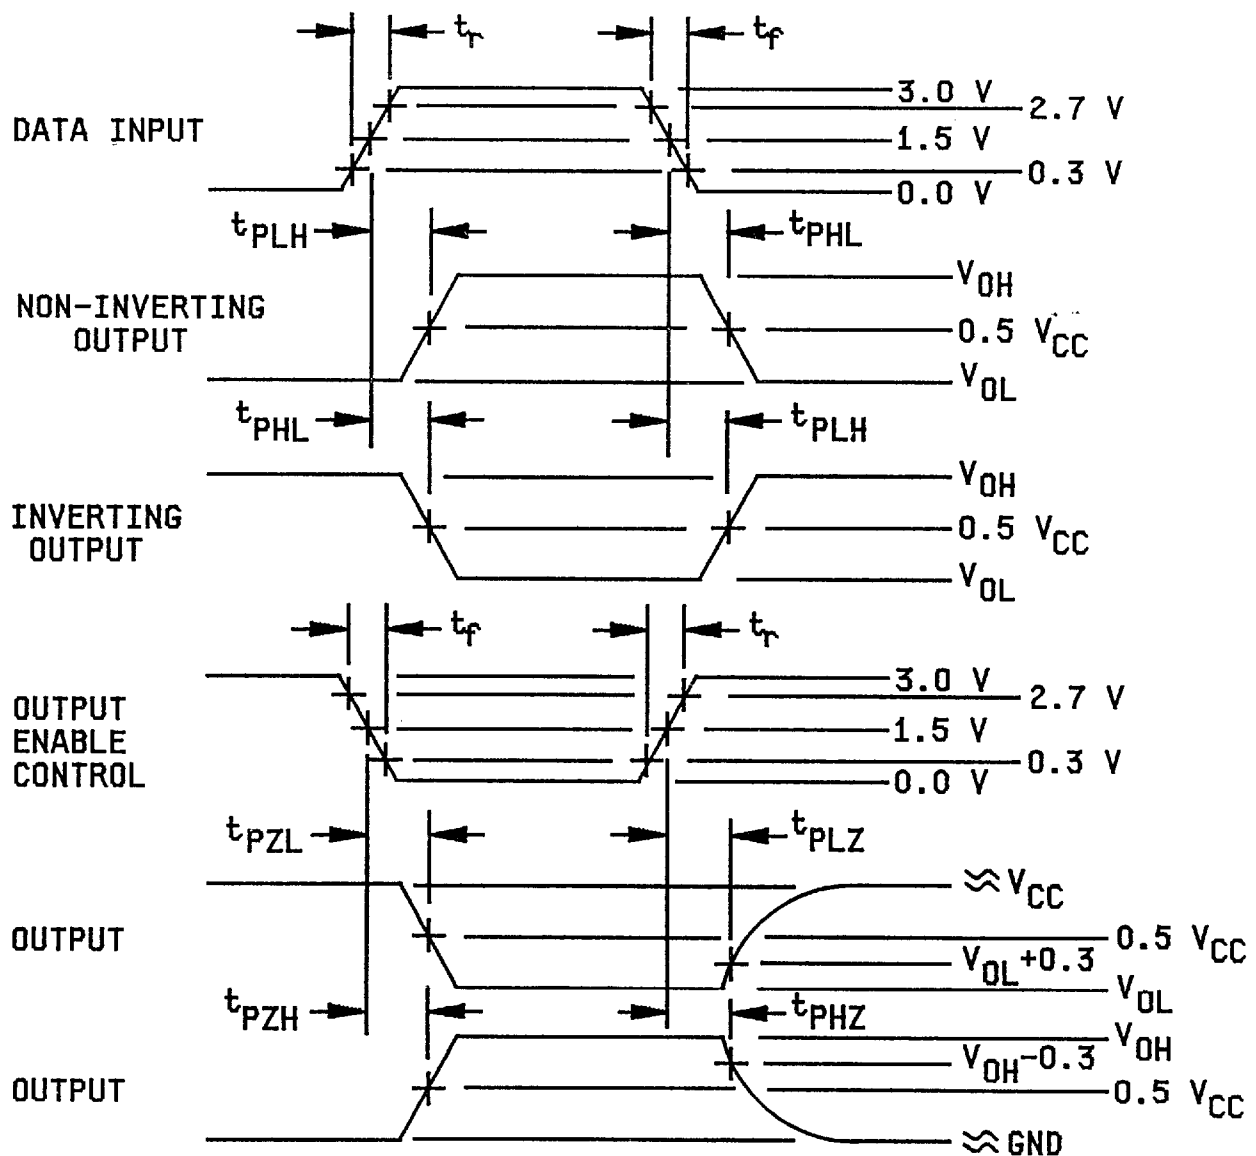 tr tf
3.0 V
2.7 V
DATA INPUT
1.5 V
0.3 V
0.0 V
tPLH tPHL
VOH
NON-INVERTING
OUTPUT
0.5 VCC
VOL
tPHL tPLH
VOH
INVERTING
OUTPUT
0.5 VCC
VOL
tf tr
3.0 V
2.7 V
OUTPUT
ENABLE
CONTROL
1.5 V
0.3 V
0.0 V
tPZL tPLZ
≈ VCC
OUTPUT
0.5 VCC
VOL+0.3
VOL
tPZH tPHZ
VOH
VOH-0.3
OUTPUT
0.5 VCC
≈ GND